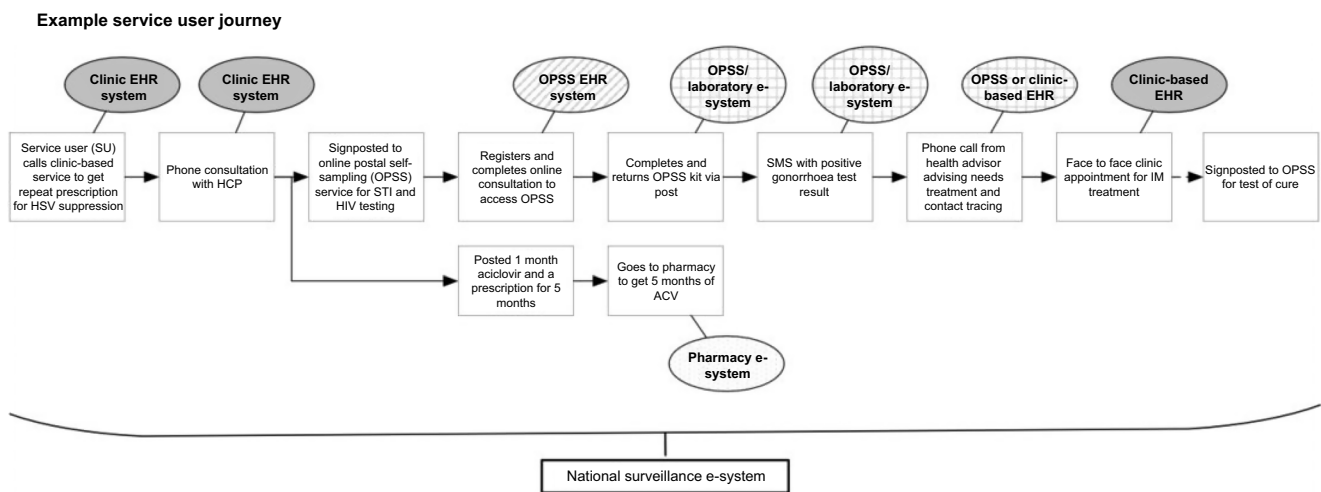 Example service user journey
Clinic EHR
system
Clinic EHR
system
OPSS EHR
system
OPSS/
laboratory e-
system
OPSS/
laboratory e-
system
OPSS or clinic-
based EHR
Clinic-based
EHR
Service user (SU)
calls clinic-based
service to get
repeat prescription
for HSV suppression
Phone consultation
with HCP
Signposted to
online postal self-
sampling (OPSS)
service for STI and
HIV testing
Registers and
completes online
consultation to
access OPSS
Completes and
returns OPSS kit via
post
SMS with positive
gonorrhoea test
result
Phone call from
health advisor
advising needs
treatment and
contact tracing
Face to face clinic
appointment for IM
treatment
Signposted to OPSS
for test of cure
Posted 1 month
aciclovir and a
prescription for 5
months
Goes to pharmacy
to get 5 months of
ACV
Pharmacy e-
system
National surveillance e-system